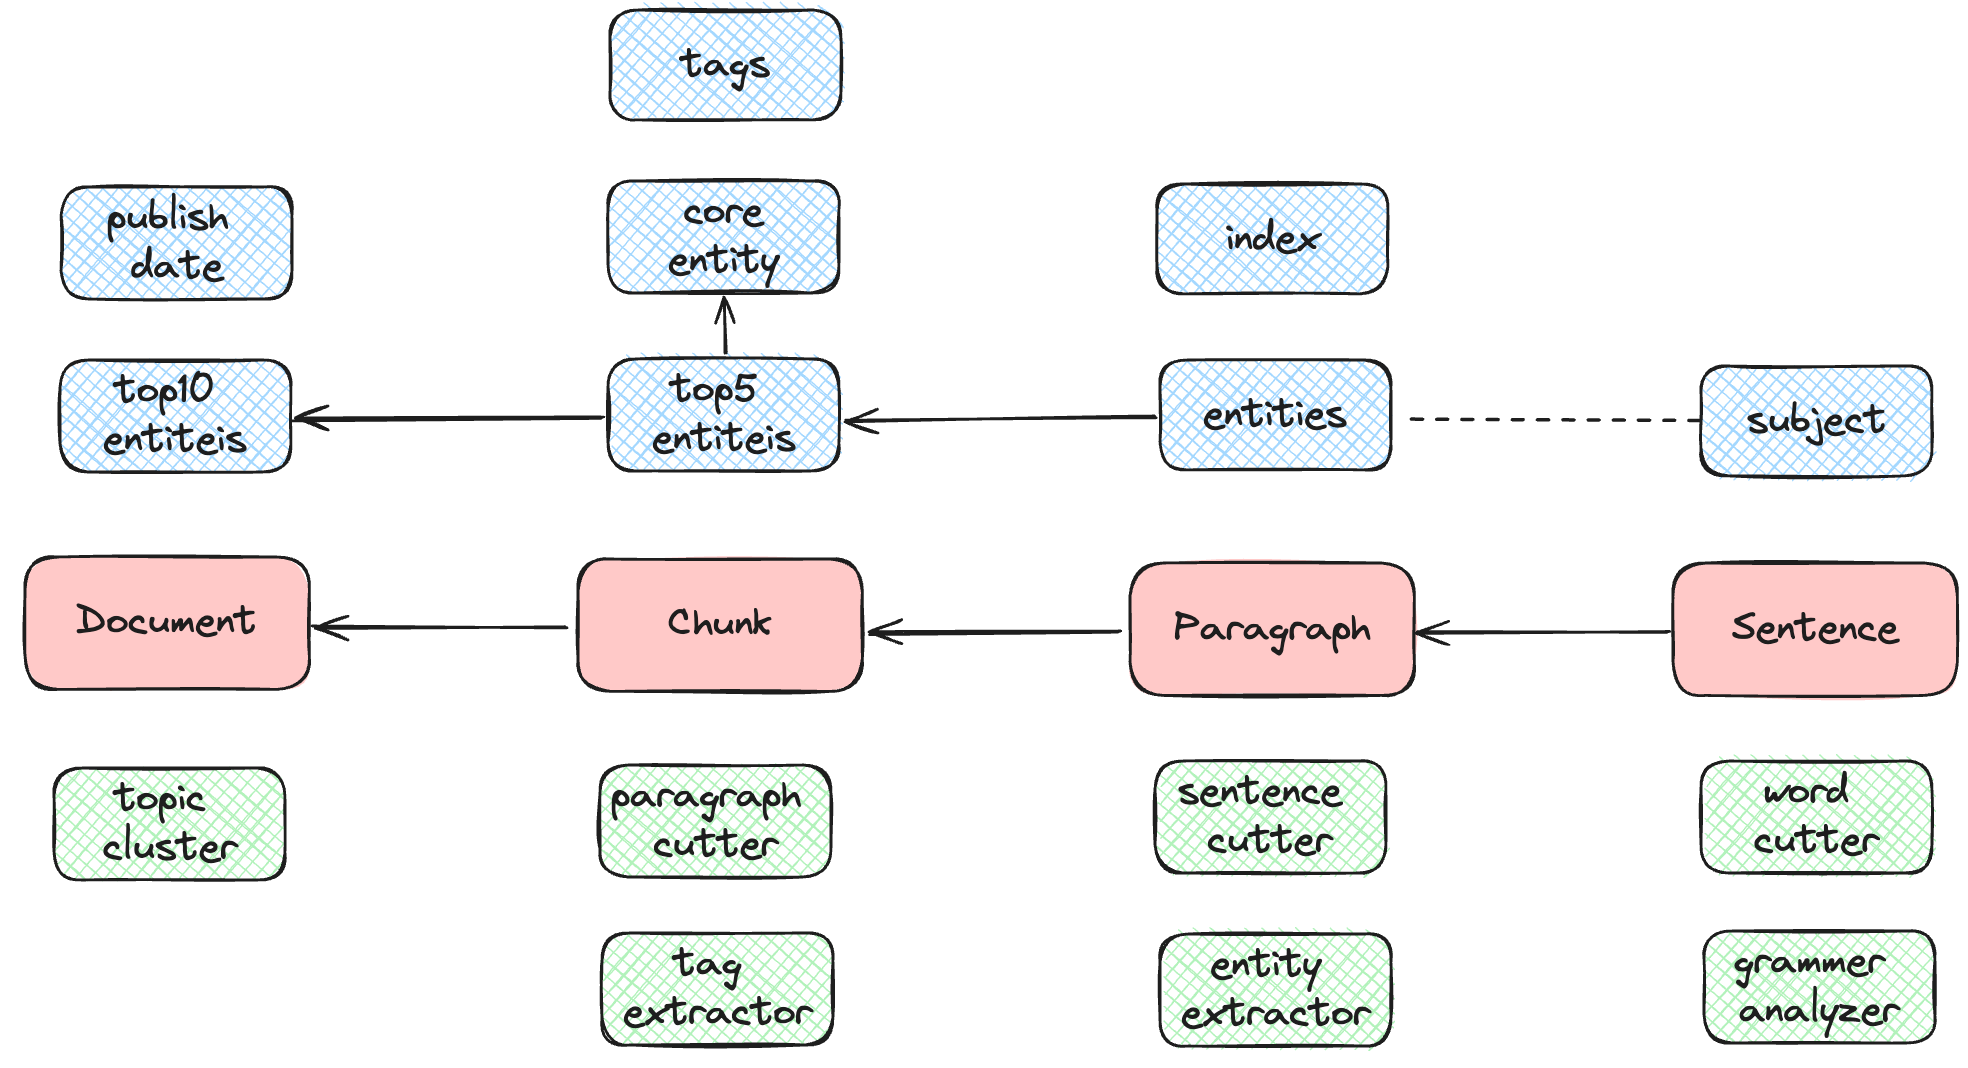 tags
publish
date
core
entity
index
top10
entiteis
top5
entiteis
entities
subject
Document
Chunk
Paragraph
Sentence
topic
cluster
paragraph
cutter
sentence
cutter
word
cutter
tag
extractor
entity
extractor
grammer
analyzer